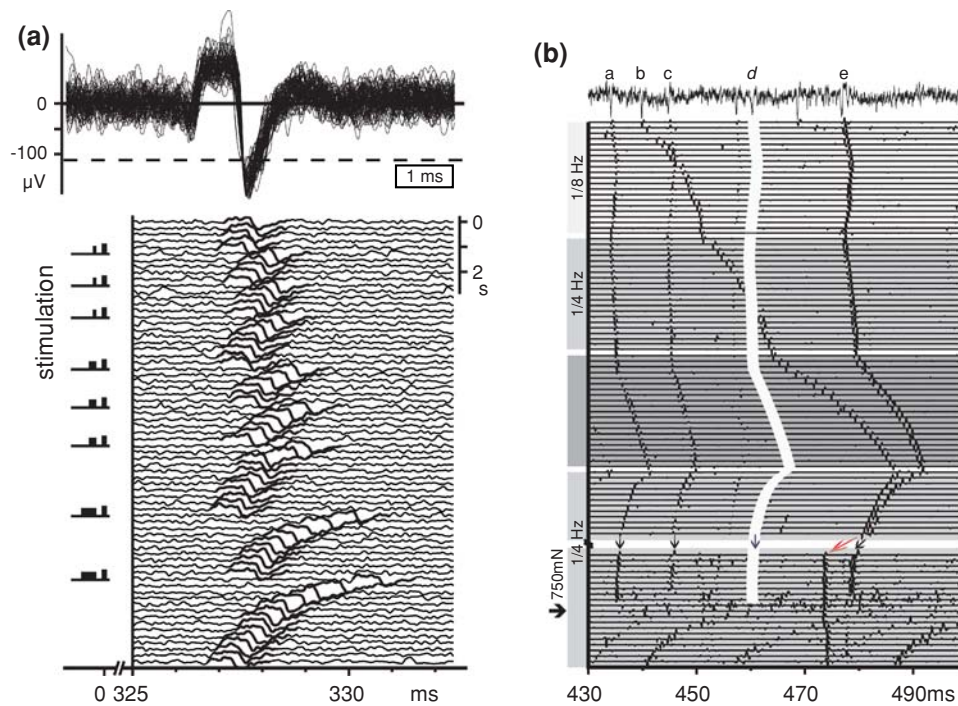 (a)
0
-100
µV
1 ms
stimulation
0
2
s
0 325
330
ms
(b)
a b c d e
1/8 Hz
1/4 Hz
1/4 Hz
750mN
430
450
470
490ms